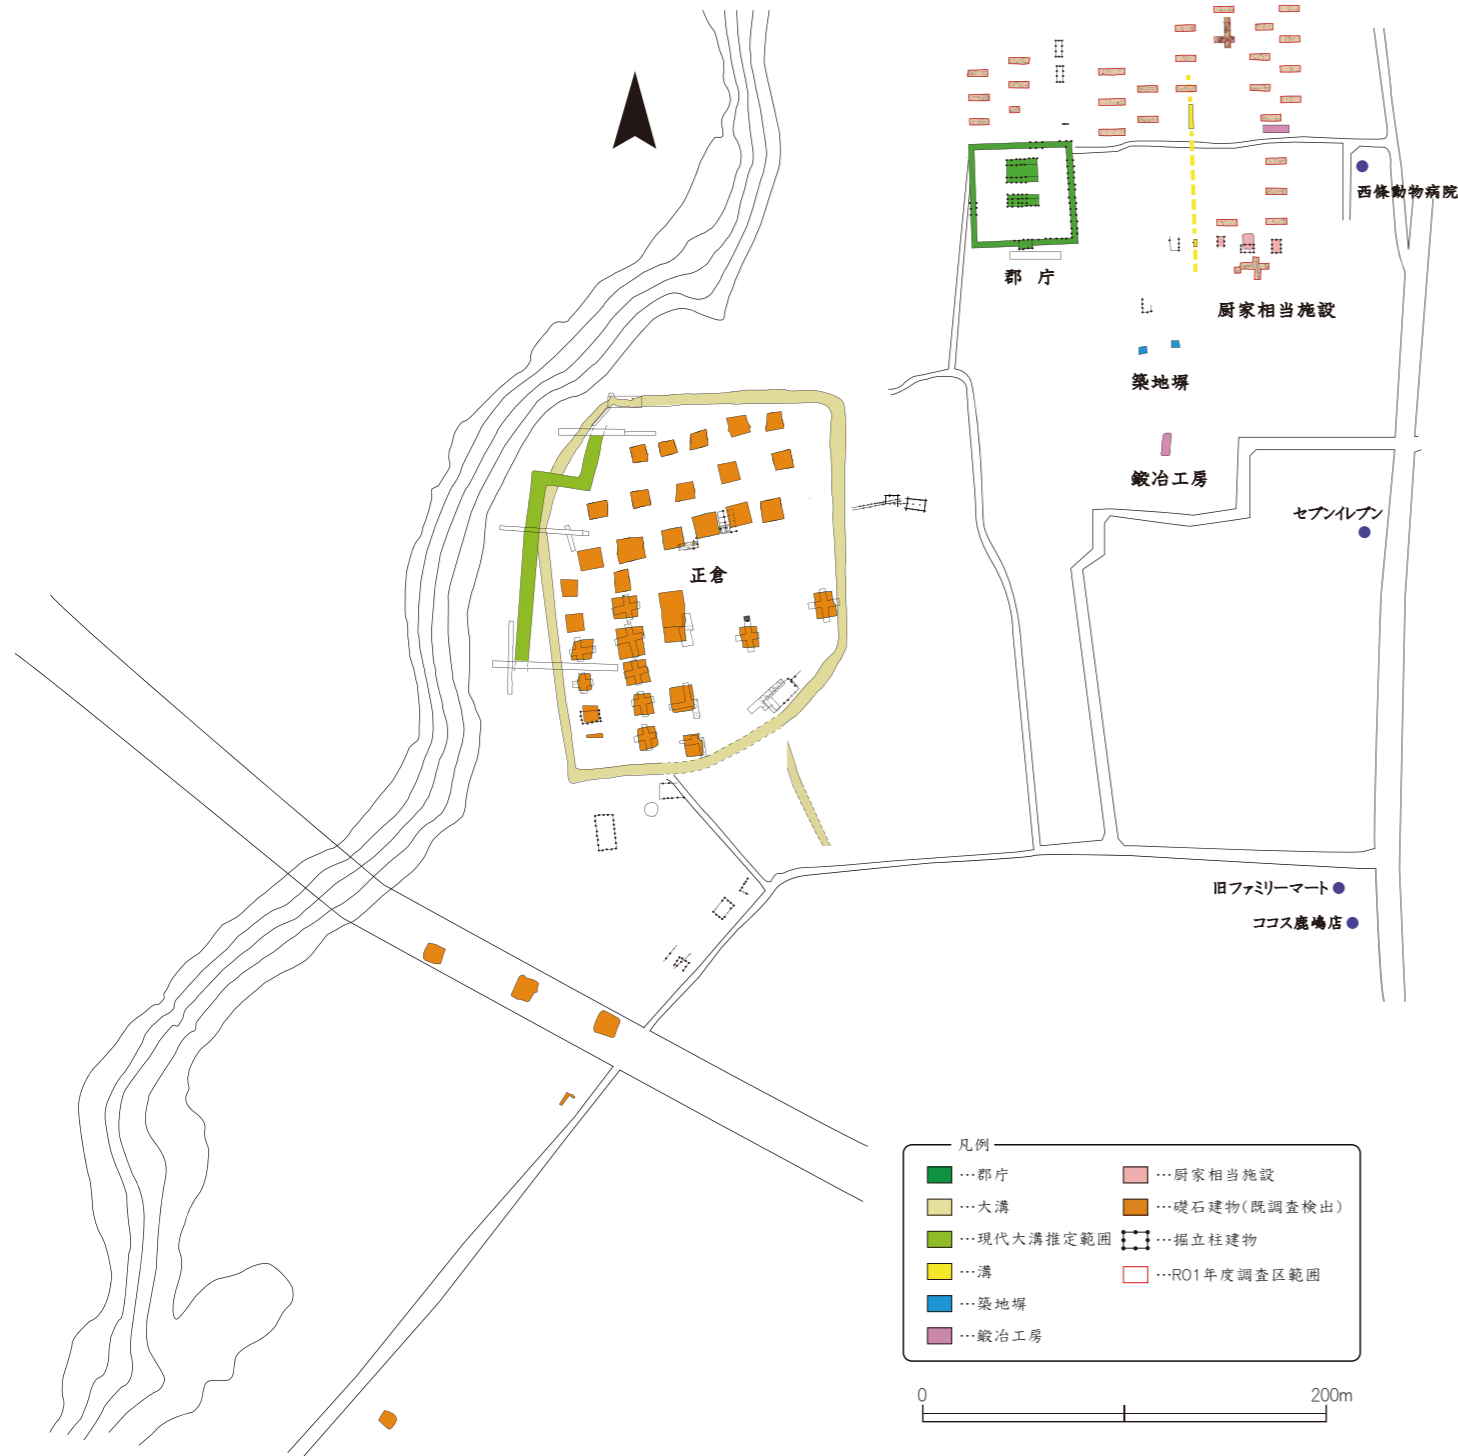 西條動物病院
郡 庁
厨家相当施設
築地塀
鍛冶工房
セブンイレブン
正倉
旧ファミリーマート
ココス鹿嶋店
凡例
…郡庁
…大溝
…現代大溝推定範囲
…溝
…築地塀
…鍛冶工房
…厨家相当施設
…礎石建物(既調査検出)
…掘立柱建物
…R01年度調査区範囲
0
200m